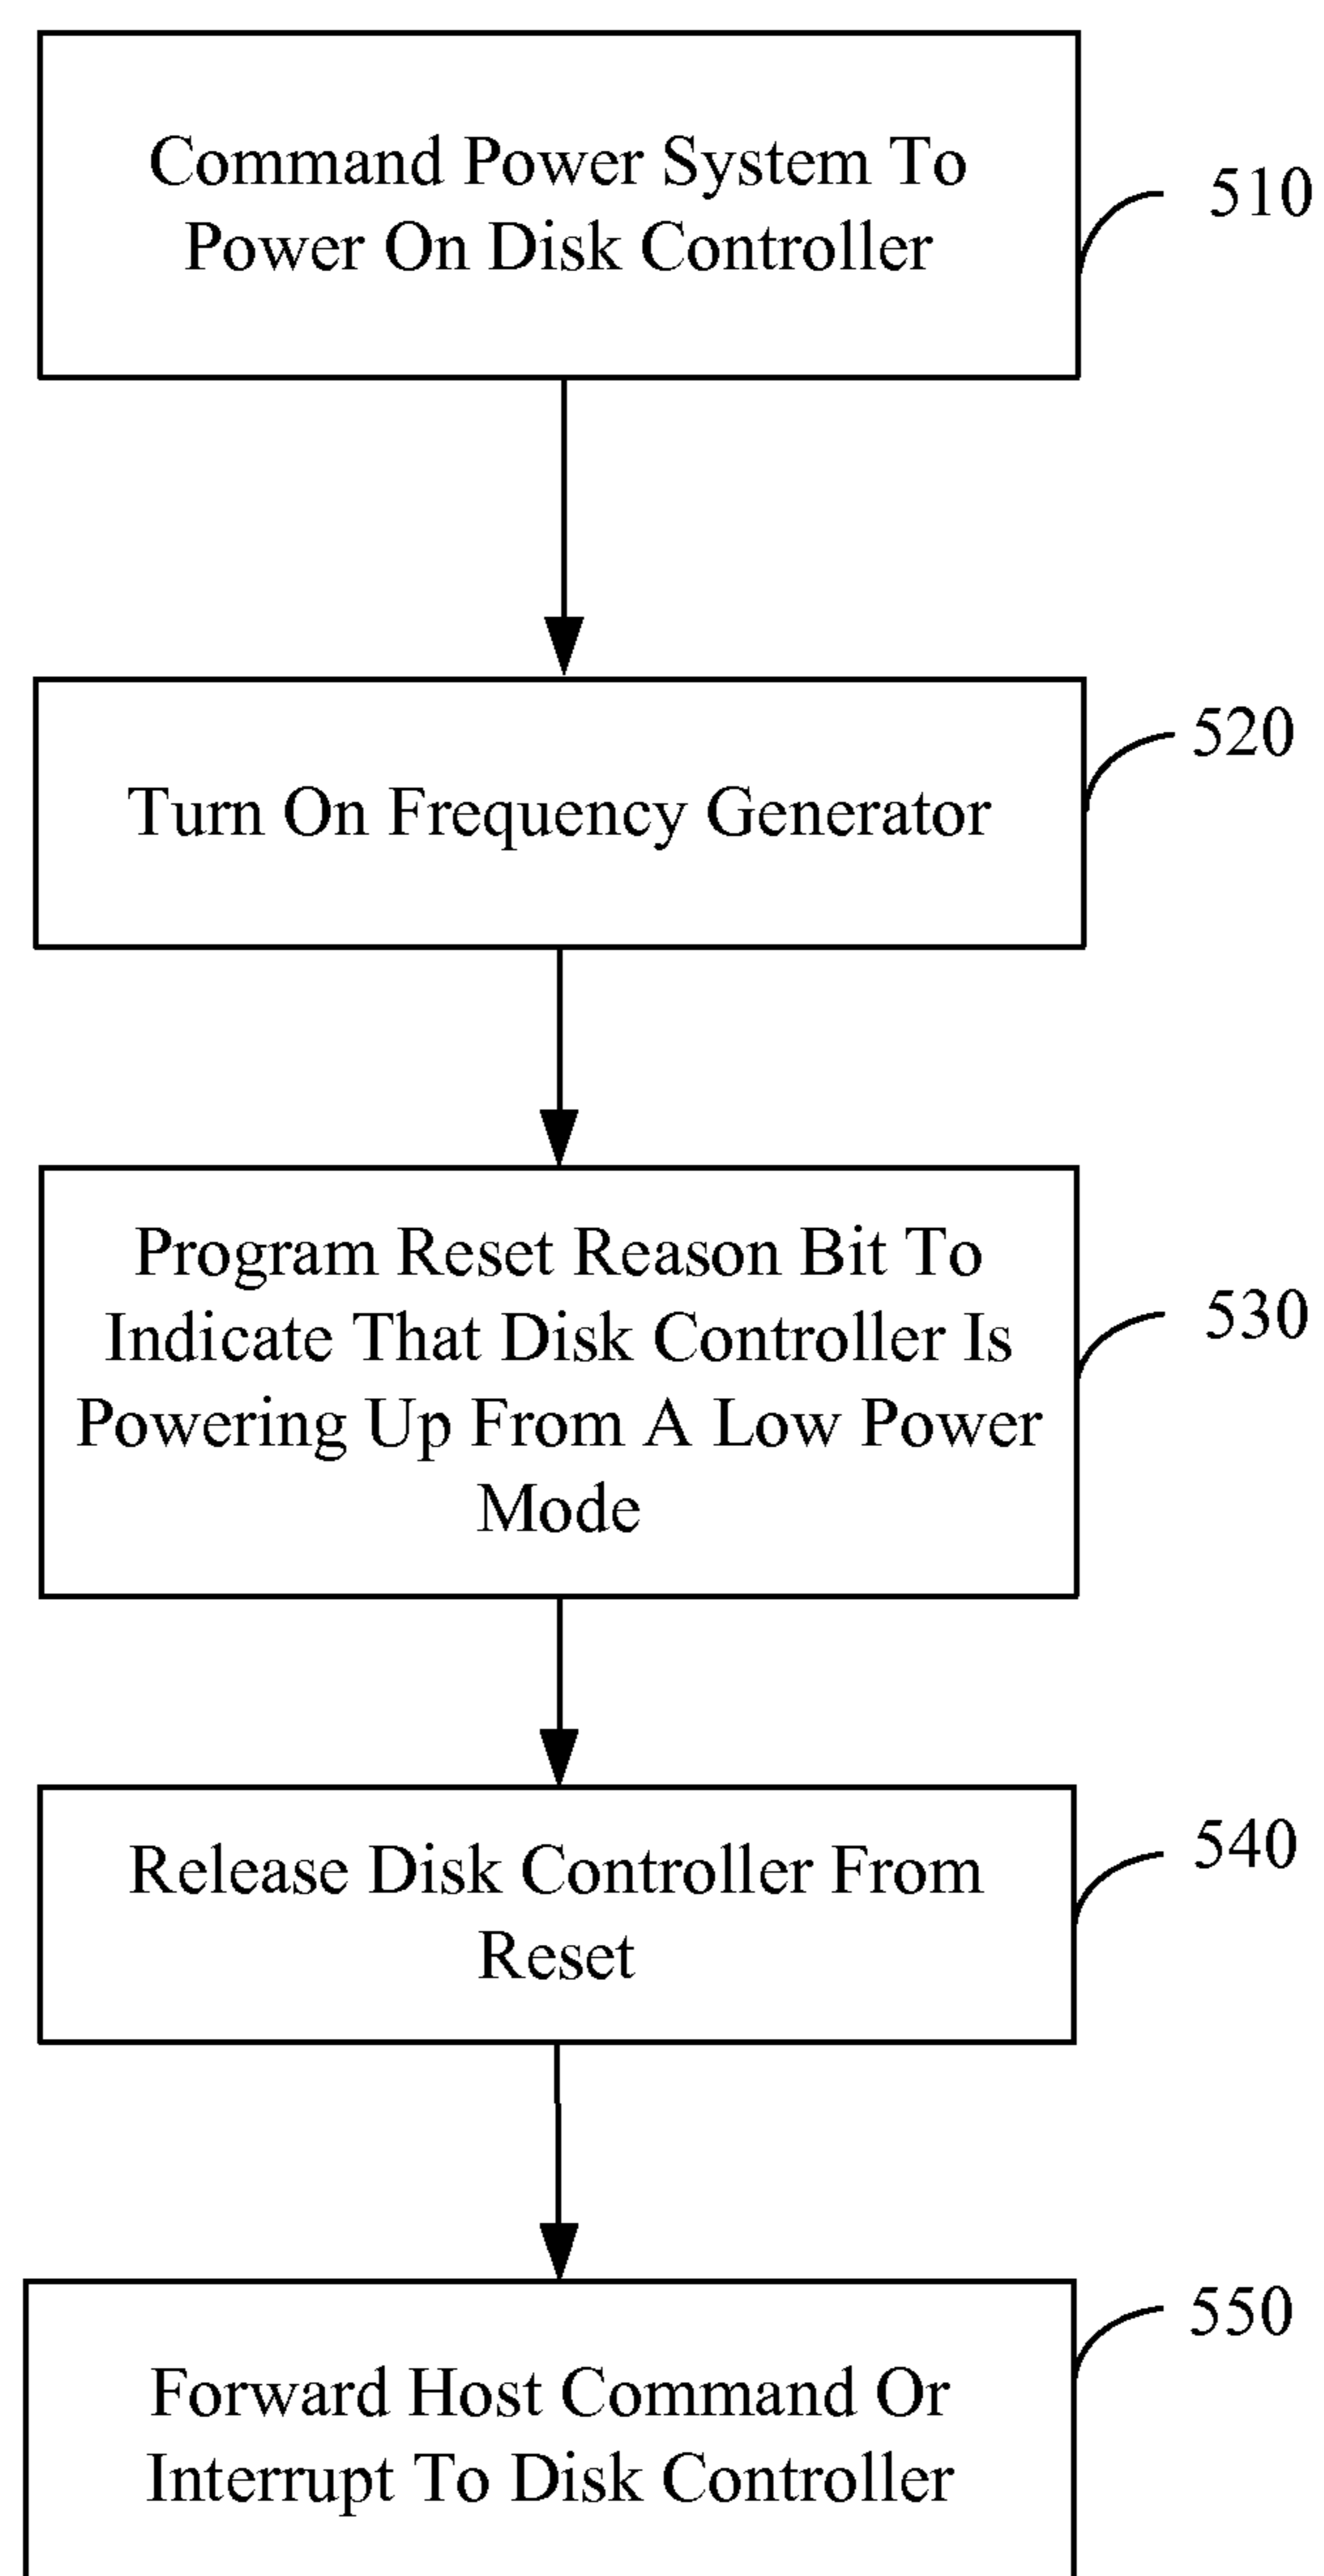 Command Power System To
Power On Disk Controller
510
Turn On Frequency Generator
520
Program Reset Reason Bit To
Indicate That Disk Controller Is
Powering Up From A Low Power
Mode
530
Release Disk Controller From
Reset
540
Forward Host Command Or
Interrupt To Disk Controller
550